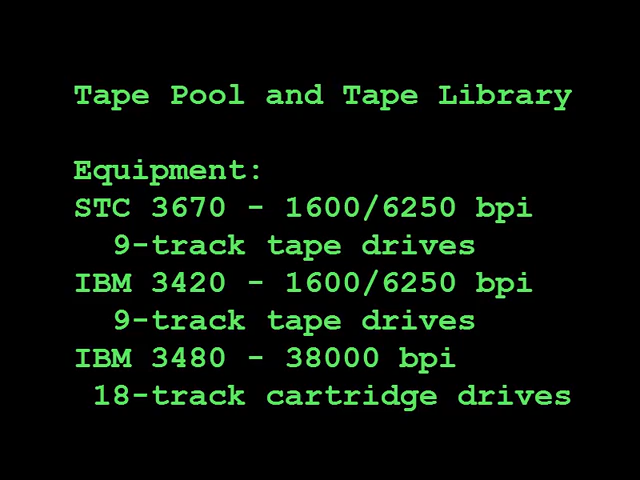 Tape Pool and Tape Library
Equipment:
STC 3670 - 1600/6250 bpi
9-track tape drives
IBM 3420 - 1600/6250 bpi
9-track tape drives
IBM 3480 - 38000 bpi
18-track cartridge drives